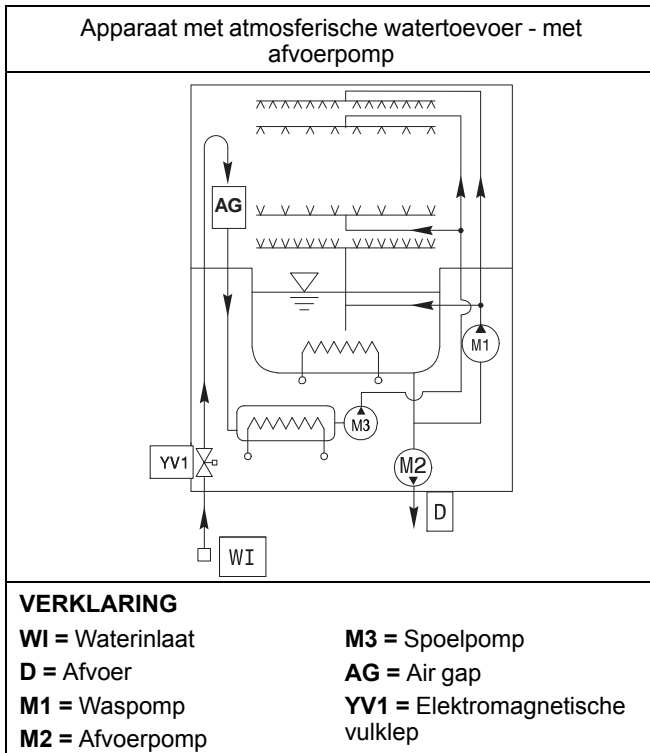 Apparaat met atmosferische watertoevoer - met
afvoerpomp
AG
M1
M3
YV1
M2
D
WI
VERKLARING
WI = Waterinlaat
D = Afvoer
M1 = Waspomp
M2 = Afvoerpomp
M3 = Spoelpomp
AG = Air gap
YV1 = Elektromagnetische
vulklep